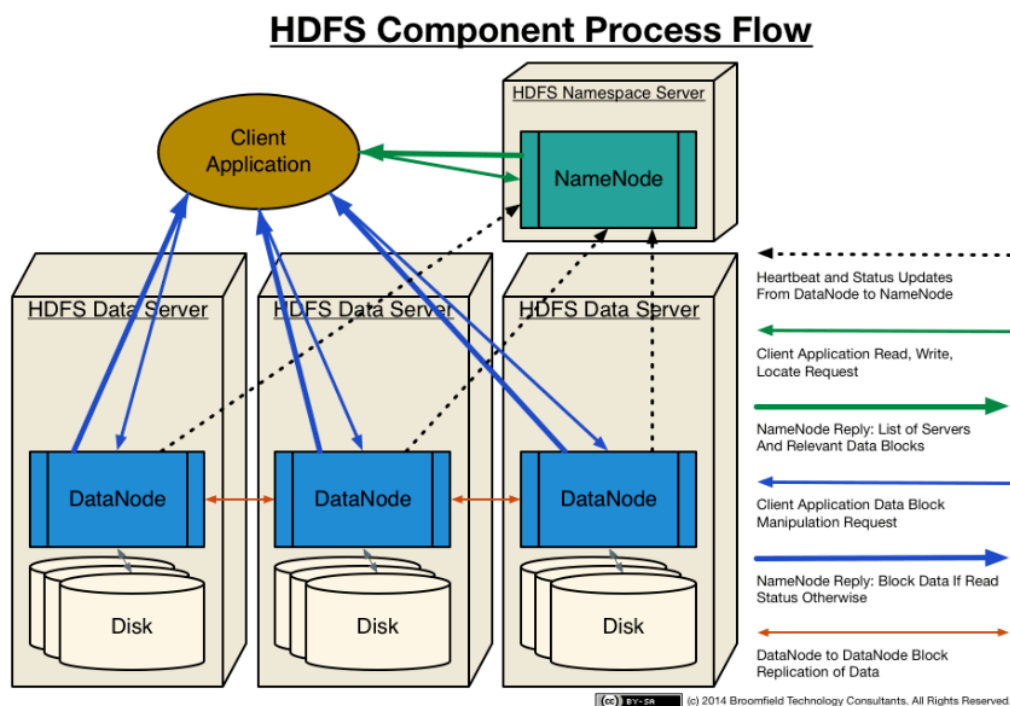 HDFS Component Process Flow
HDFS Namespace Server
Client
Application
NameNode
HDFS Data Server
HDFS Data Server
HDFS Data Server
Heartbeat and Status Updates
From DataNode to NameNode
Client Application Read, Write,
Locate Request
NameNode Reply: List of Servers
And Relevant Data Blocks
DataNode
DataNode
DataNode
Client Application Data Block
Manipulation Request
NameNode Reply: Block Data If Read
Status Otherwise
Disk
Disk
Disk
DataNode to DataNode Block
Replication of Data
(cc) BY-SA (c) 2014 Broomfield Technology Consultants. All Rights Reserved.